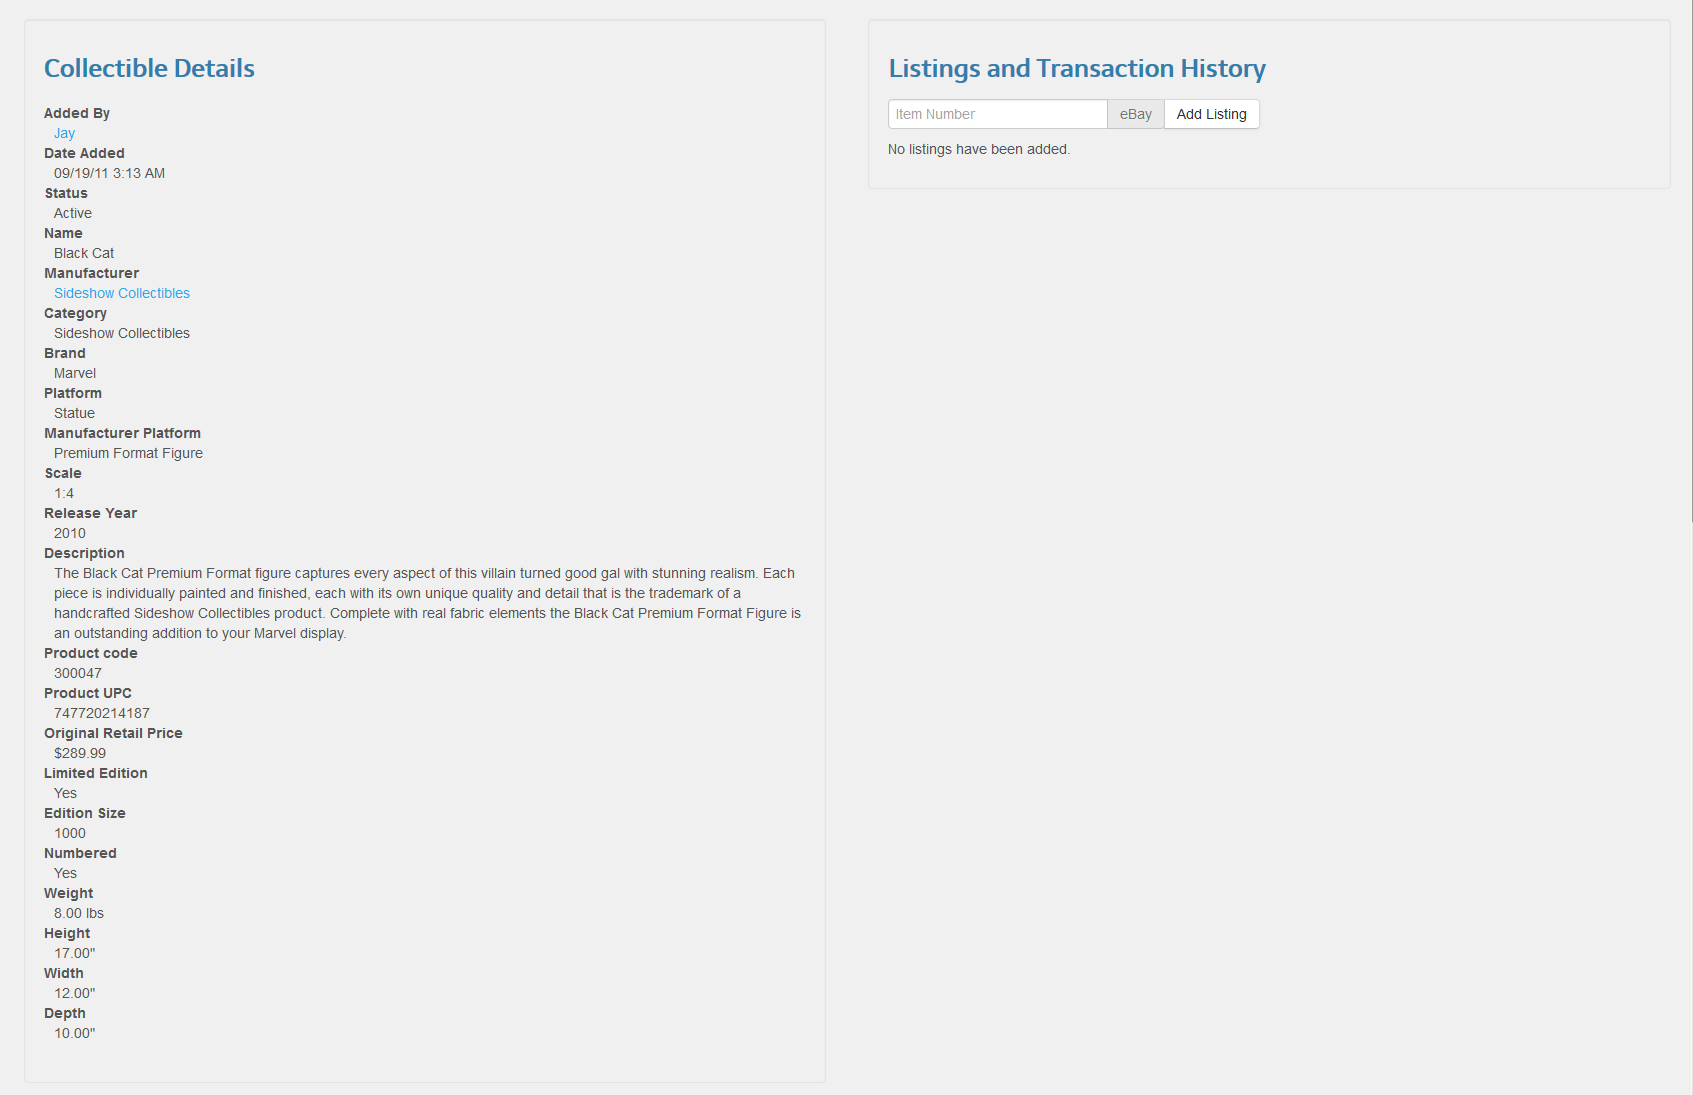 Collectible Details
Added By
Jay
Date Added
09/19/11 3:13 AM
Status
Active
Name
Black Cat
Manufacturer
Sideshow Collectibles
Category
Sideshow Collectibles
Brand
Marvel
Platform
Statue
Manufacturer Platform
Premium Format Figure
Scale
1:4
Release Year
2010
Description
The Black Cat Premium Format figure captures every aspect of this villain turned good gal with stunning realism. Each
piece is individually painted and finished, each with its own unique quality and detail that is the trademark of a
handcrafted Sideshow Collectibles product. Complete with real fabric elements the Black Cat Premium Format Figure is
an outstanding addition to your Marvel display.
Product code
300047
Product UPC
747720214187
Original Retail Price
$289.99
Limited Edition
Yes
Edition Size
1000
Numbered
Yes
Weight
8.00 lbs
Height
17.00"
Width
12.00"
Depth
10.00"
Listings and Transaction History
Item Number eBay Add Listing
No listings have been added.